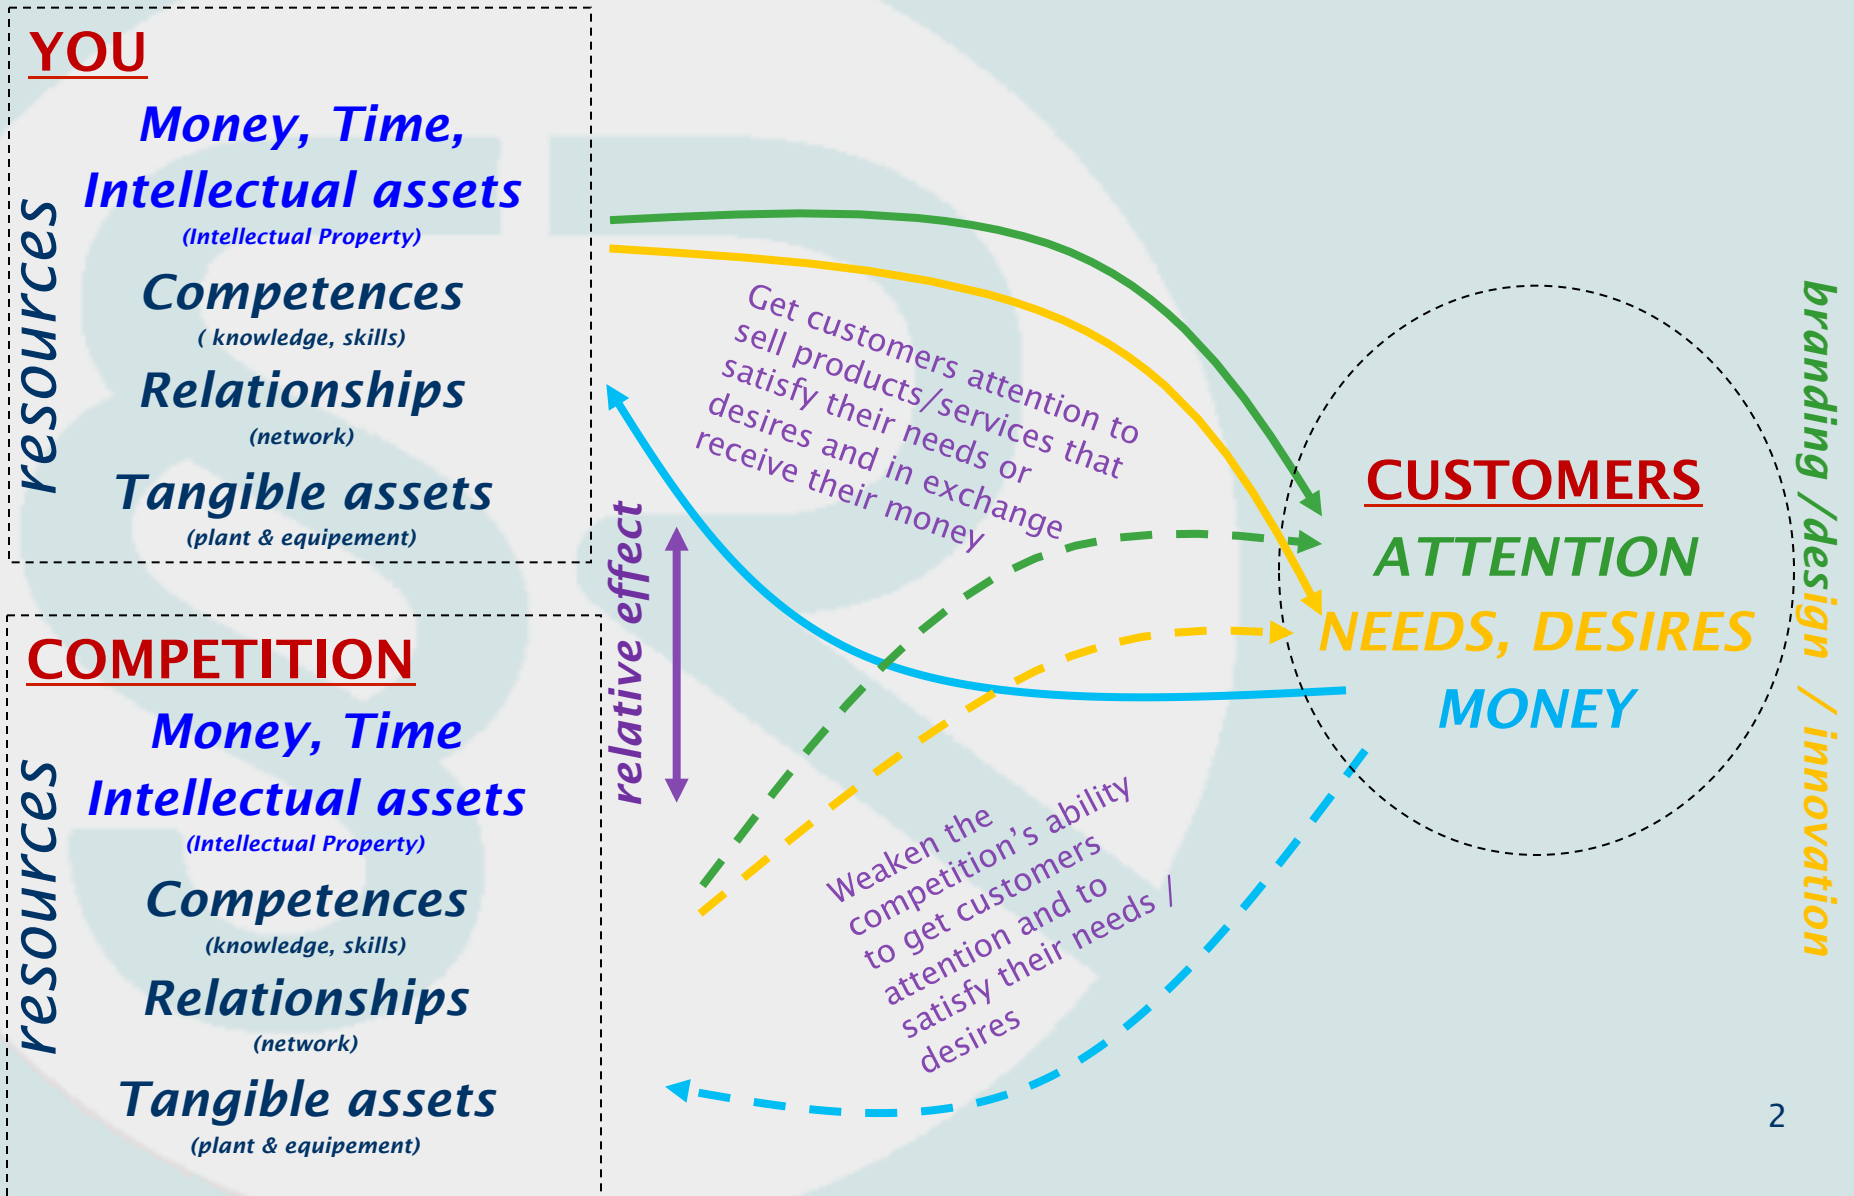 YOU
resources
Money, Time,
Intellectual assets
(Intellectual Property)
Competences
( knowledge, skills)
Relationships
(network)
Tangible assets
(plant & equipement)
COMPETITION
resources
Money, Time
Intellectual assets
(Intellectual Property)
Competences
(knowledge, skills)
Relationships
(network)
Tangible assets
(plant & equipement)
relative effect
Get customers attention to
sell products/services that
satisfy their needs or
desires and in exchange
receive their money
Weaken the
competition’s ability
to get customers
attention and to
satisfy their needs /
desires
CUSTOMERS
ATTENTION
NEEDS, DESIRES
MONEY
branding /design / innovation
2